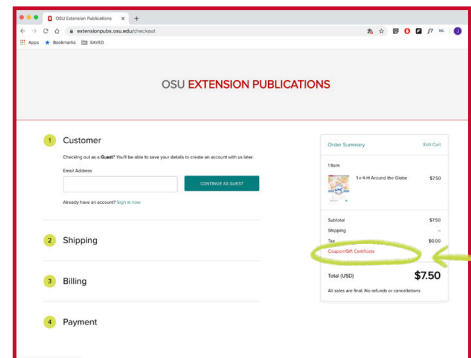 OSU Extension Publications
extensionpubs.osu.edu/checkout
Apps Bookmarks SAVED
OSU EXTENSION PUBLICATIONS
1 Customer
Checking out as a Guest? You'll be able to save your details to create an account with us later.
Email Address
CONTINUE AS GUEST
Already have an account? Sign in now
2 Shipping
3 Billing
4 Payment
Order Summary Edit Cart
1 Item
1 x 4-H Around the Globe $7.50
Subtotal $7.50
Shipping --
Tax $0.00
Coupon/Gift Certificate
Total (USD) $7.50
All sales are final. No refunds or cancellations